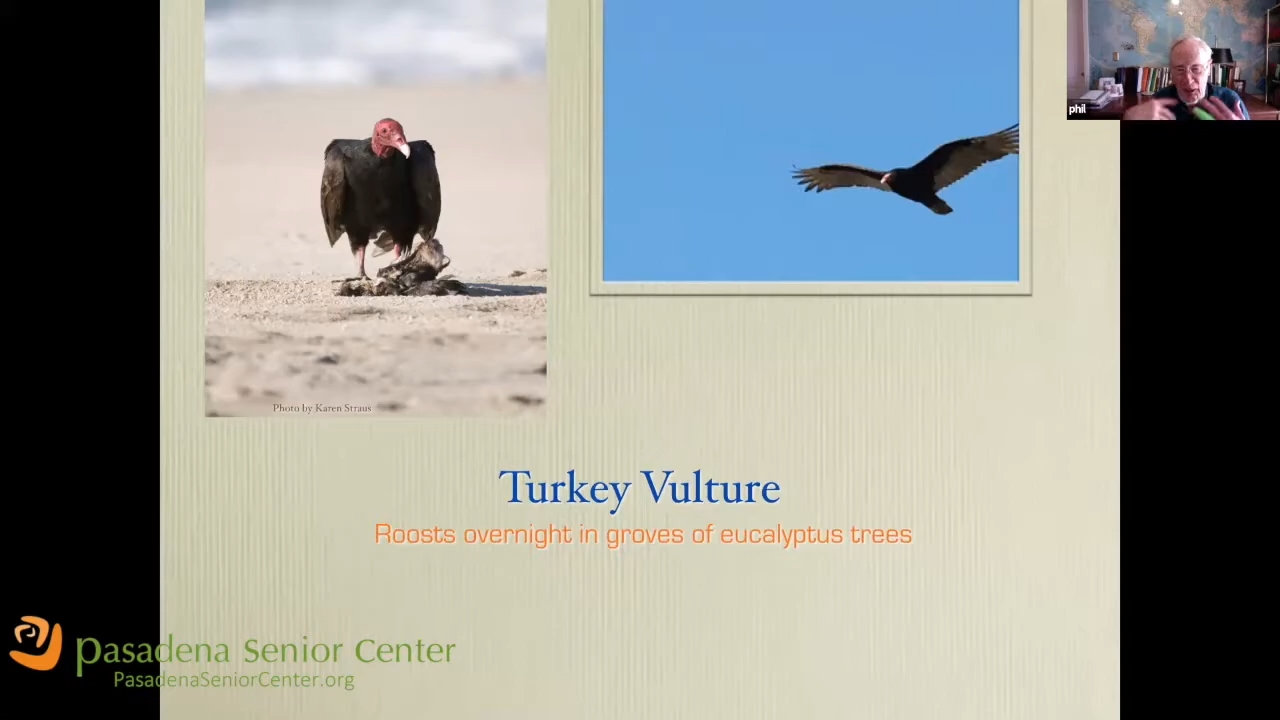 phil
Photo by Karen Straus
Turkey Vulture
Roosts overnight in groves of eucalyptus trees
pasadena senior center
PasadenaSeniorCenter.org